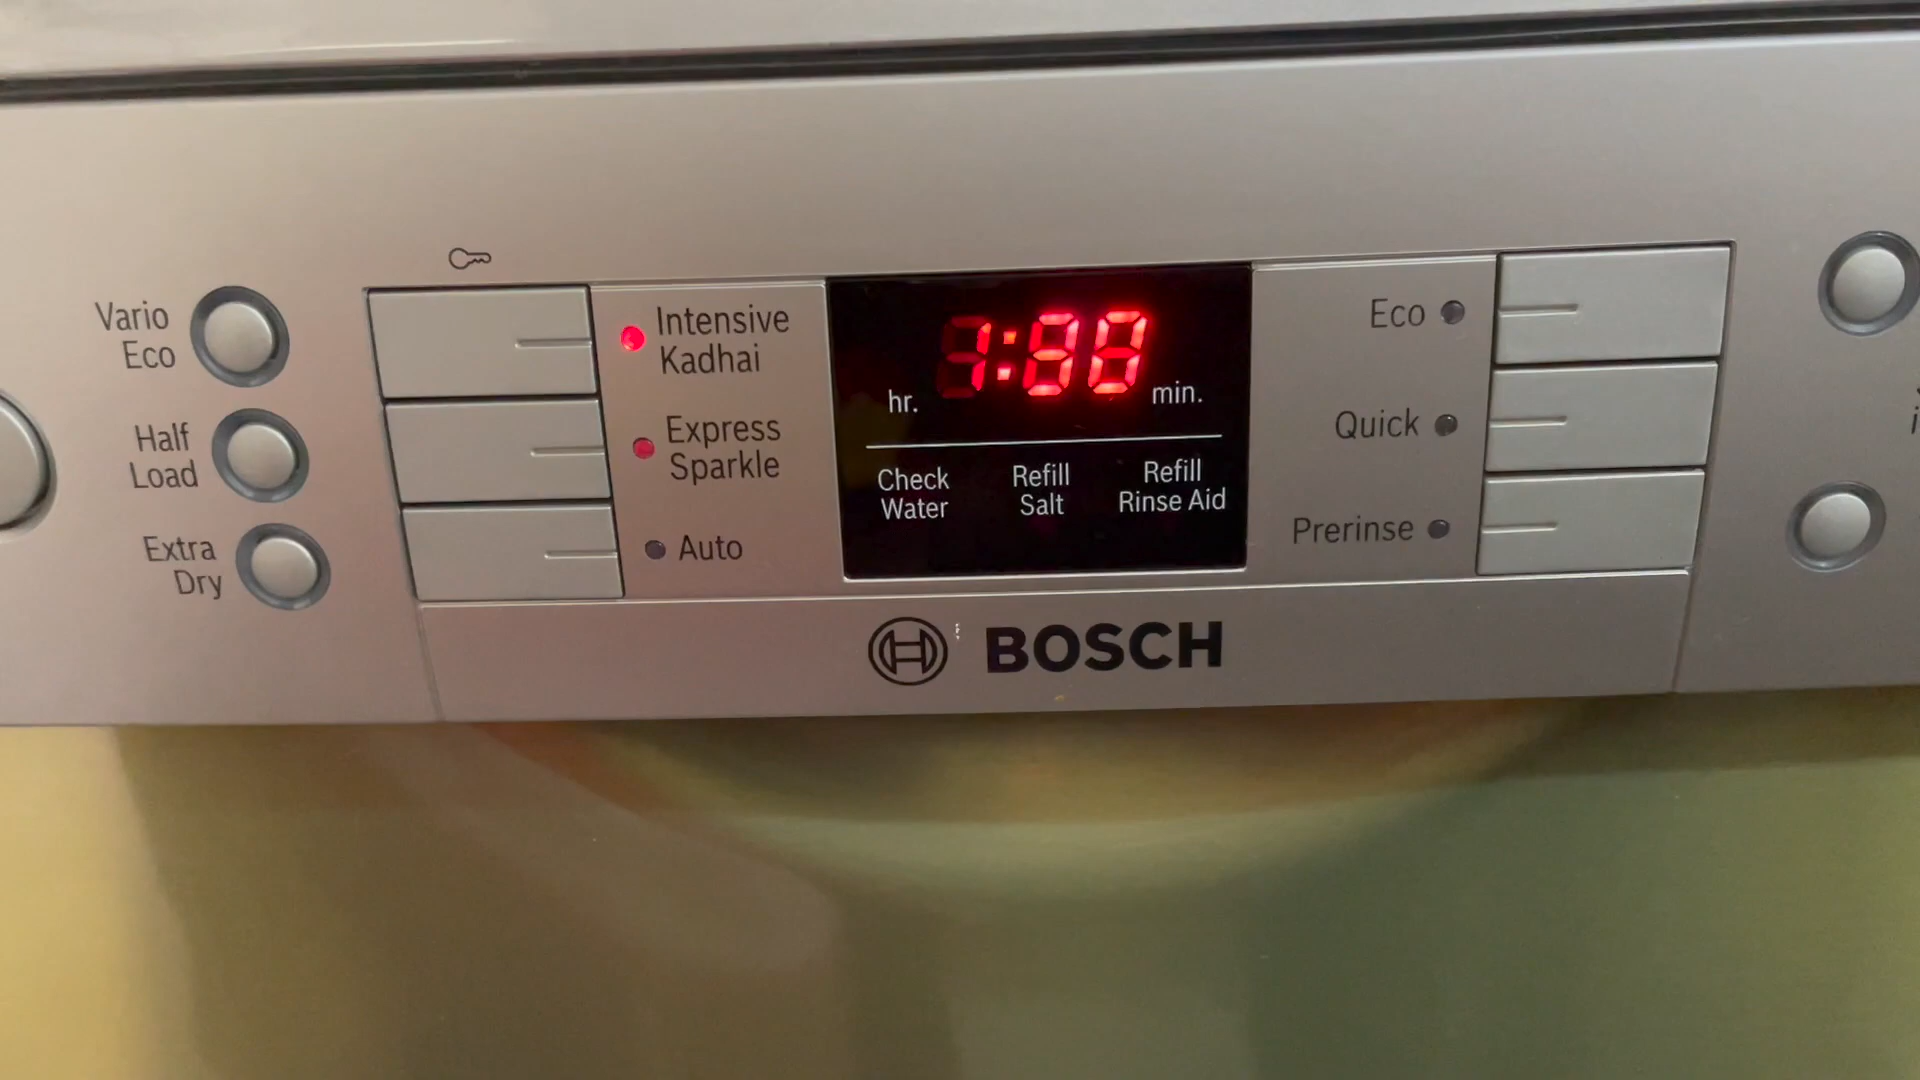 Vario
Eco
Half
Load
Extra
Dry
Intensive
Kadhai
Express
Sparkle
Auto
hr.
min.
Check
Water
Refill
Salt
Refill
Rinse Aid
Eco
Quick
Prerinse
BOSCH